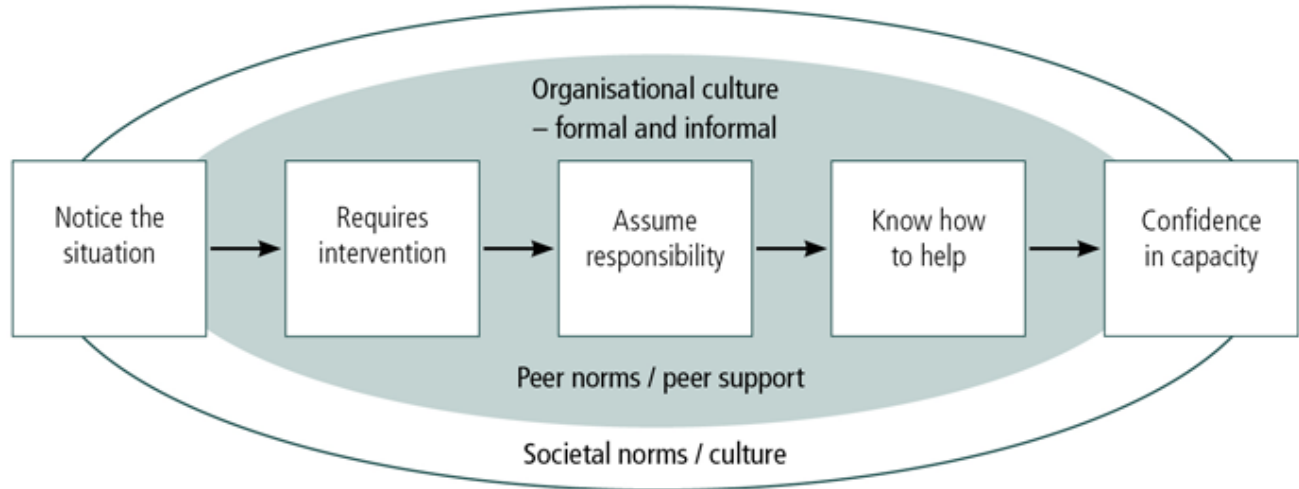 Organisational culture
– formal and informal
Notice the
situation
Requires
intervention
Assume
responsibility
Know how
to help
Confidence
in capacity
Peer norms / peer support
Societal norms / culture